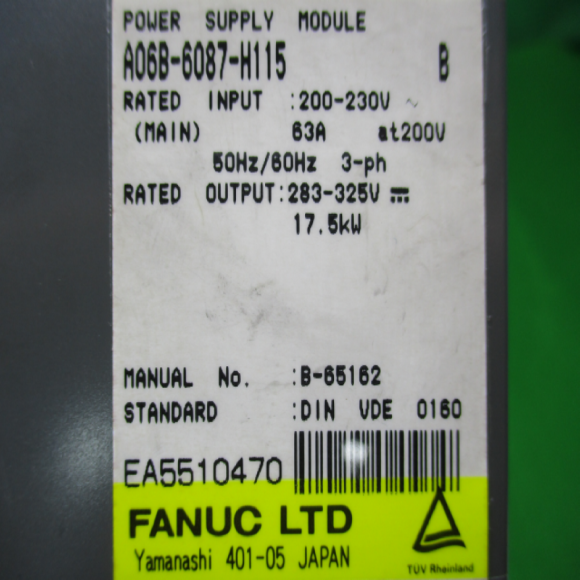 POWER SUPPLY MODULE
A06B-6087-H115 B
RATED INPUT :200-230V ~
(MAIN) 63A at200V
50Hz/60Hz 3-ph
RATED OUTPUT:283-325V ⎓
17.5kW
MANUAL No. :B-65162
STANDARD :DIN VDE 0160
EA5510470
FANUC LTD
Yamanashi 401-05 JAPAN
TÜV Rheinland